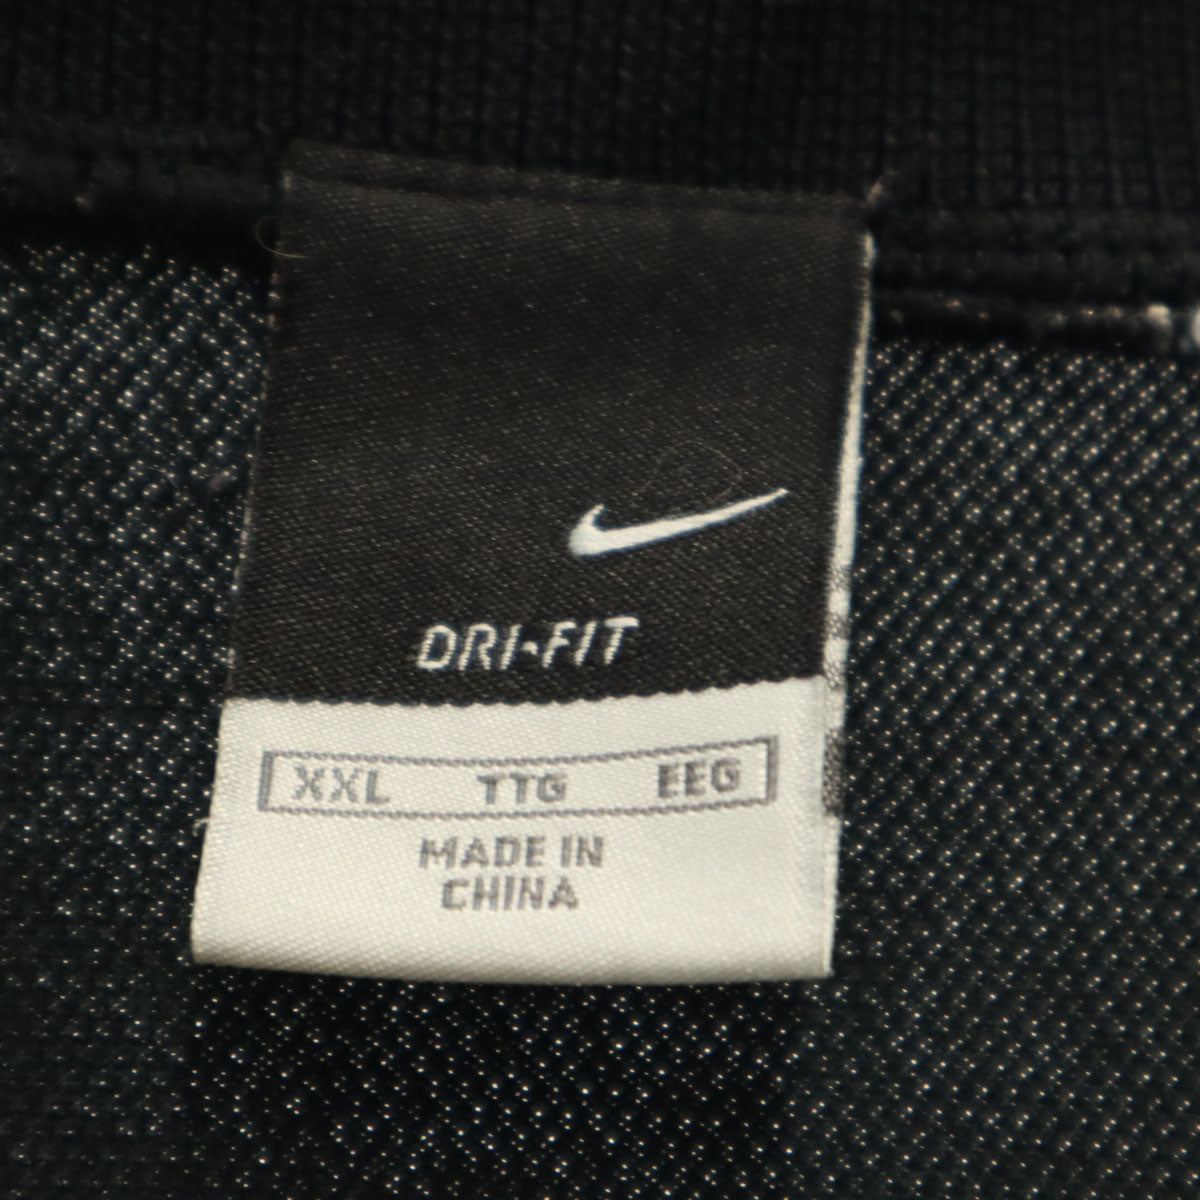 DRI-FIT
XXL TTG EEG
MADE IN
CHINA